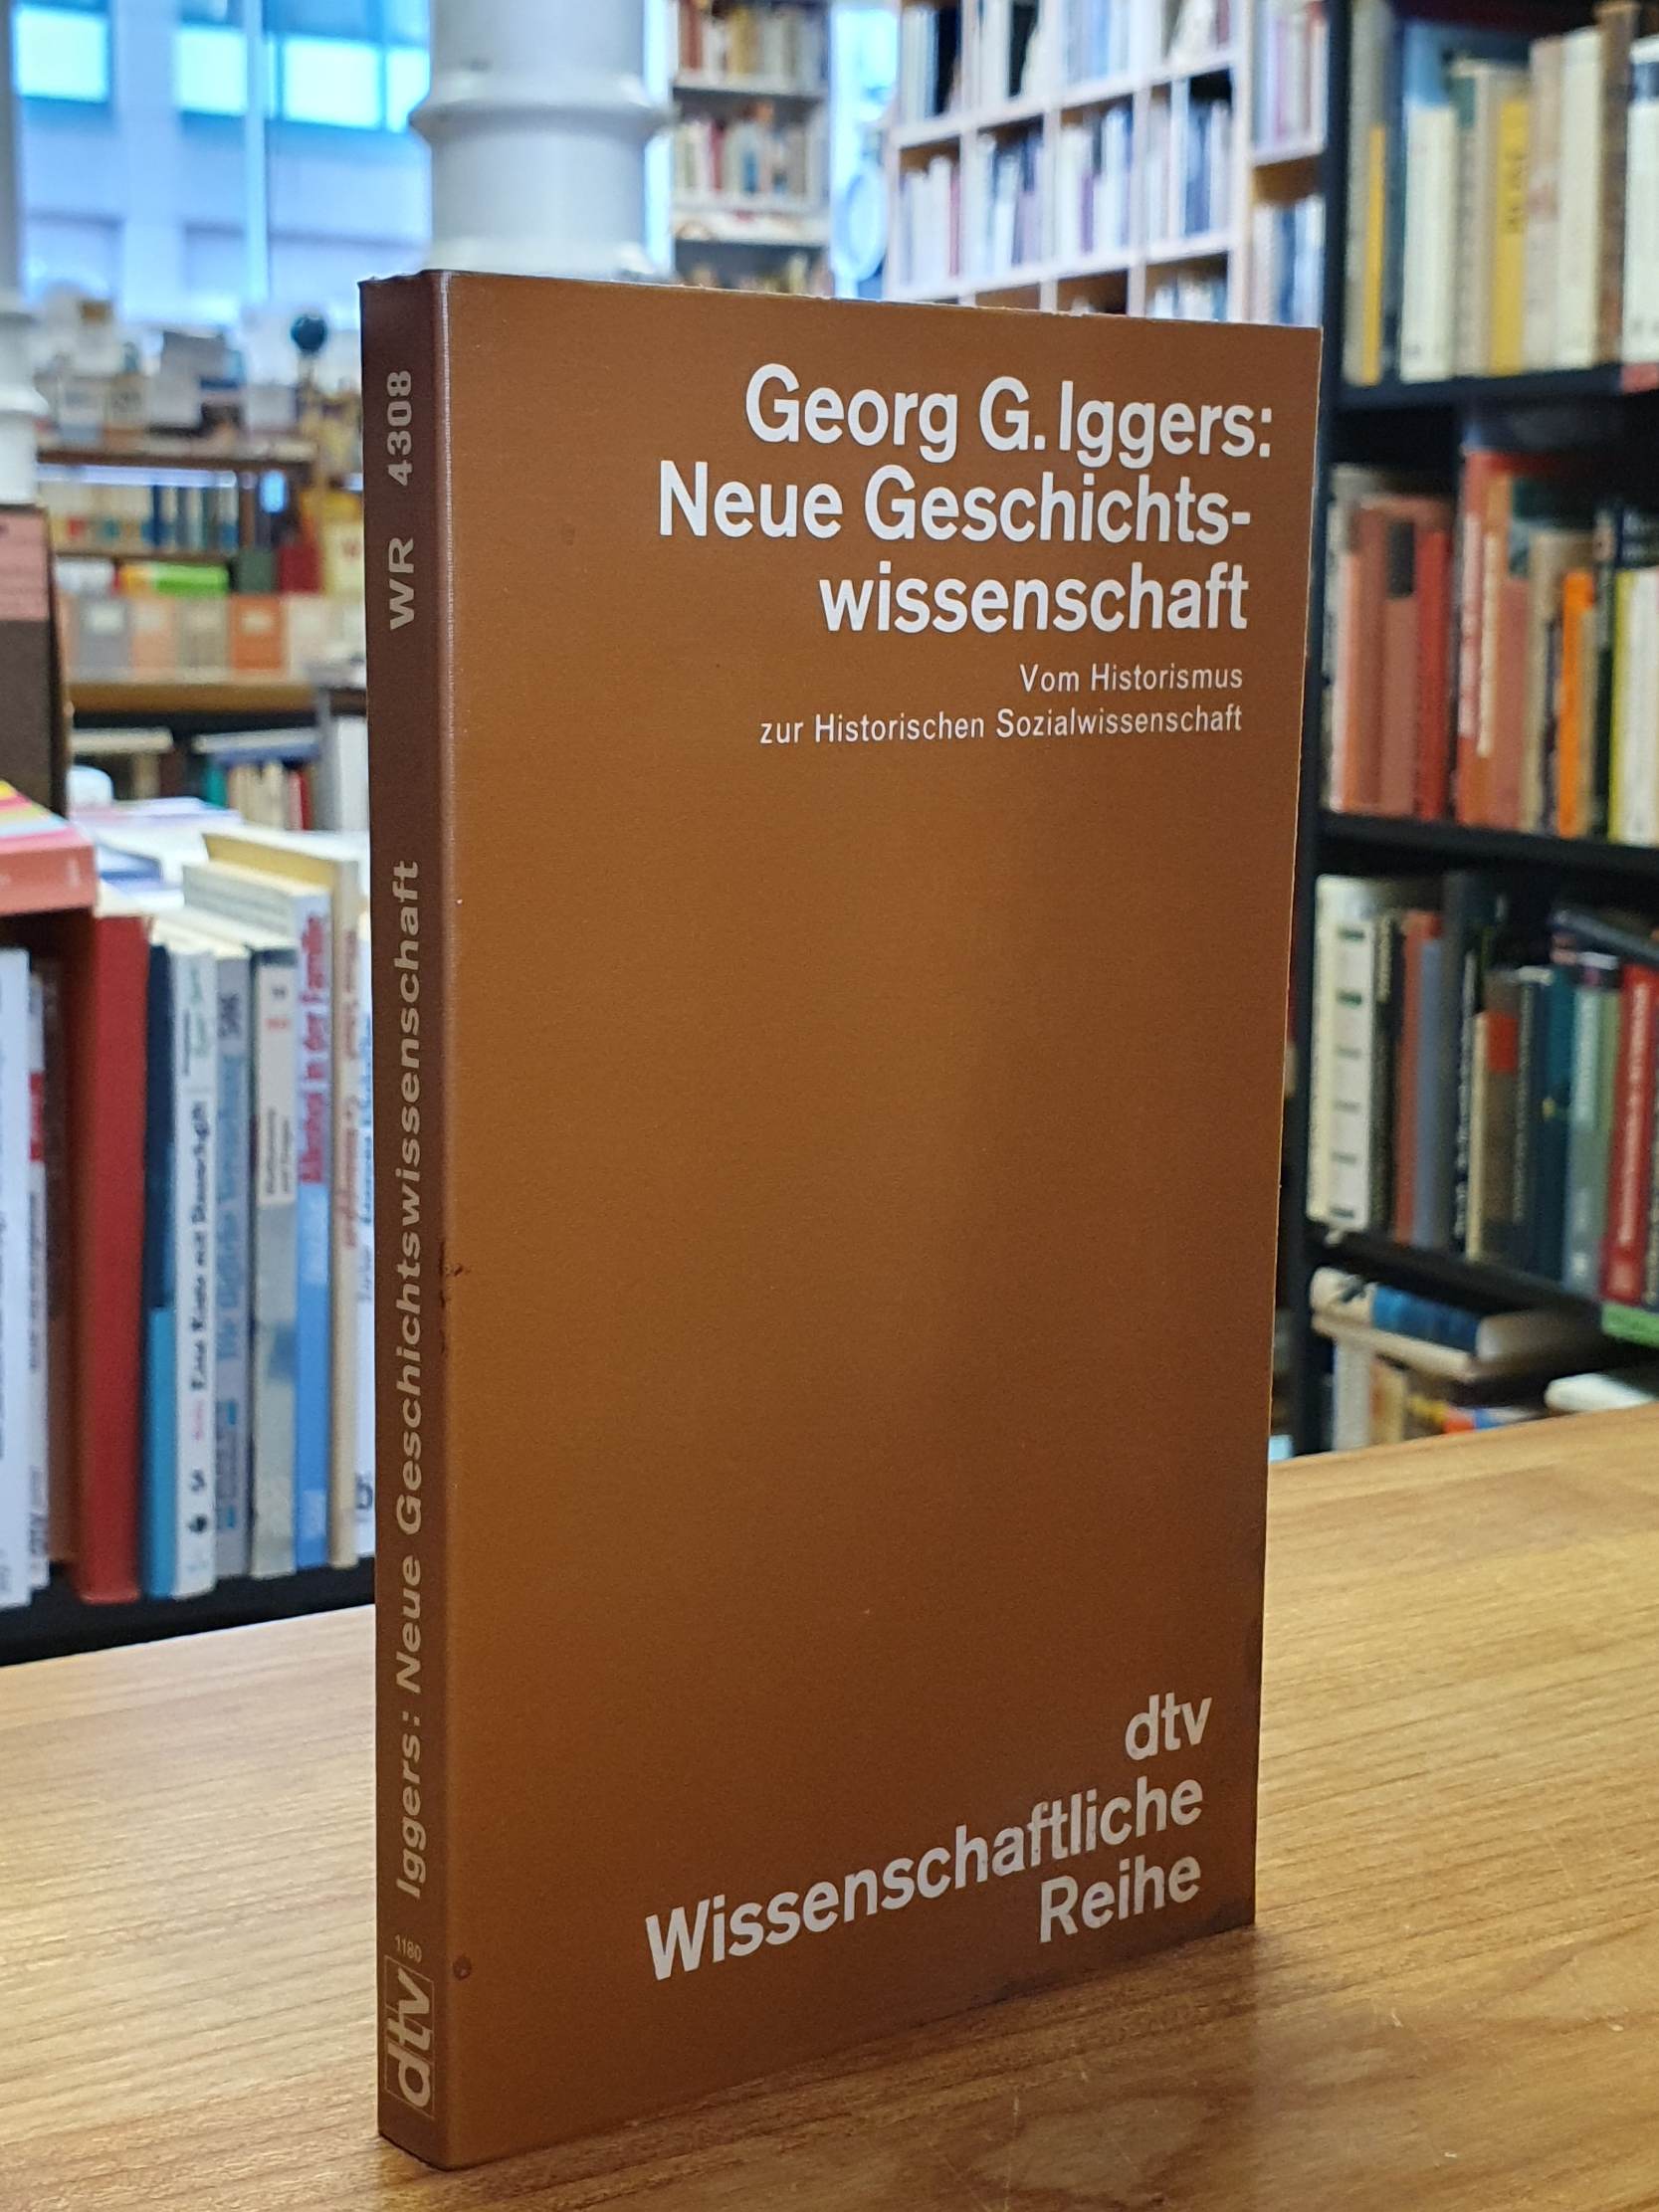 Georg G. Iggers:
Neue Geschichts-
wissenschaft
Vom Historismus
zur Historischen Sozialwissenschaft
dtv
Wissenschaftliche
Reihe
dtv
1180
Iggers: Neue Geschichtswissenschaft
WR 4308